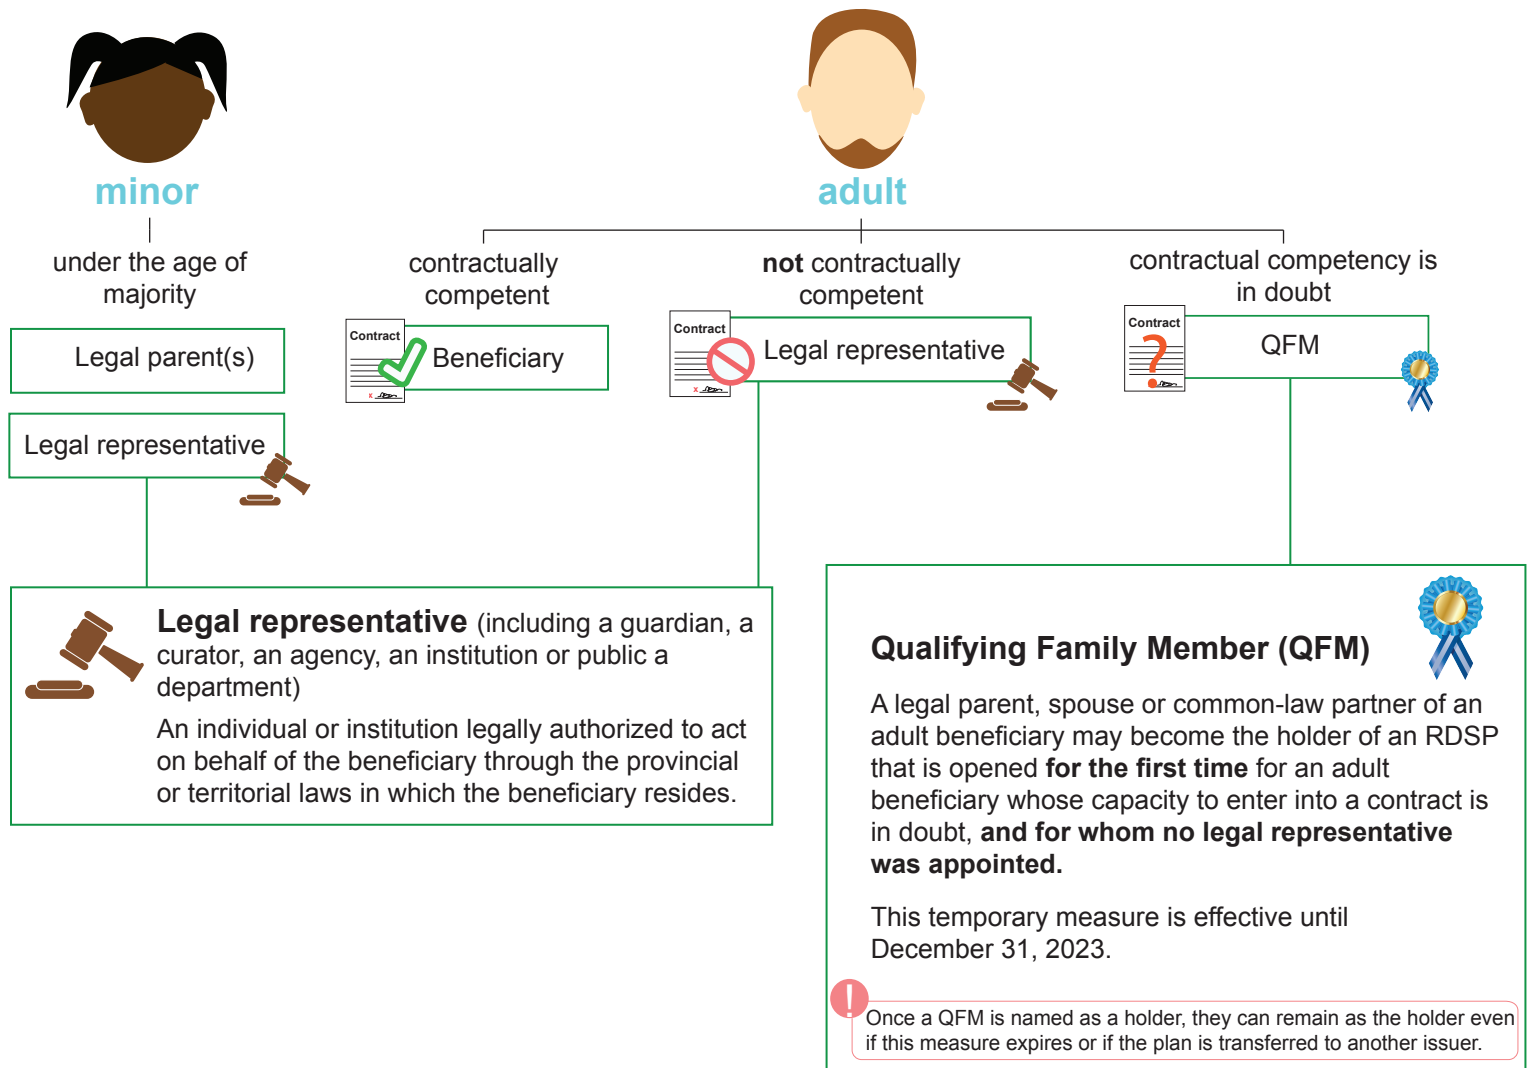 minor
under the age of
majority
Legal parent(s)
Legal representative
adult
contractually
competent
Contract
x
Beneficiary
not contractually
competent
Contract
x
Legal representative
contractual competency is
in doubt
Contract
?
QFM
Legal representative (including a guardian, a
curator, an agency, an institution or public a
department)
An individual or institution legally authorized to act
on behalf of the beneficiary through the provincial
or territorial laws in which the beneficiary resides.
Qualifying Family Member (QFM)
A legal parent, spouse or common-law partner of an
adult beneficiary may become the holder of an RDSP
that is opened for the first time for an adult
beneficiary whose capacity to enter into a contract is
in doubt, and for whom no legal representative
was appointed.
This temporary measure is effective until
December 31, 2023.
!
Once a QFM is named as a holder, they can remain as the holder even
if this measure expires or if the plan is transferred to another issuer.